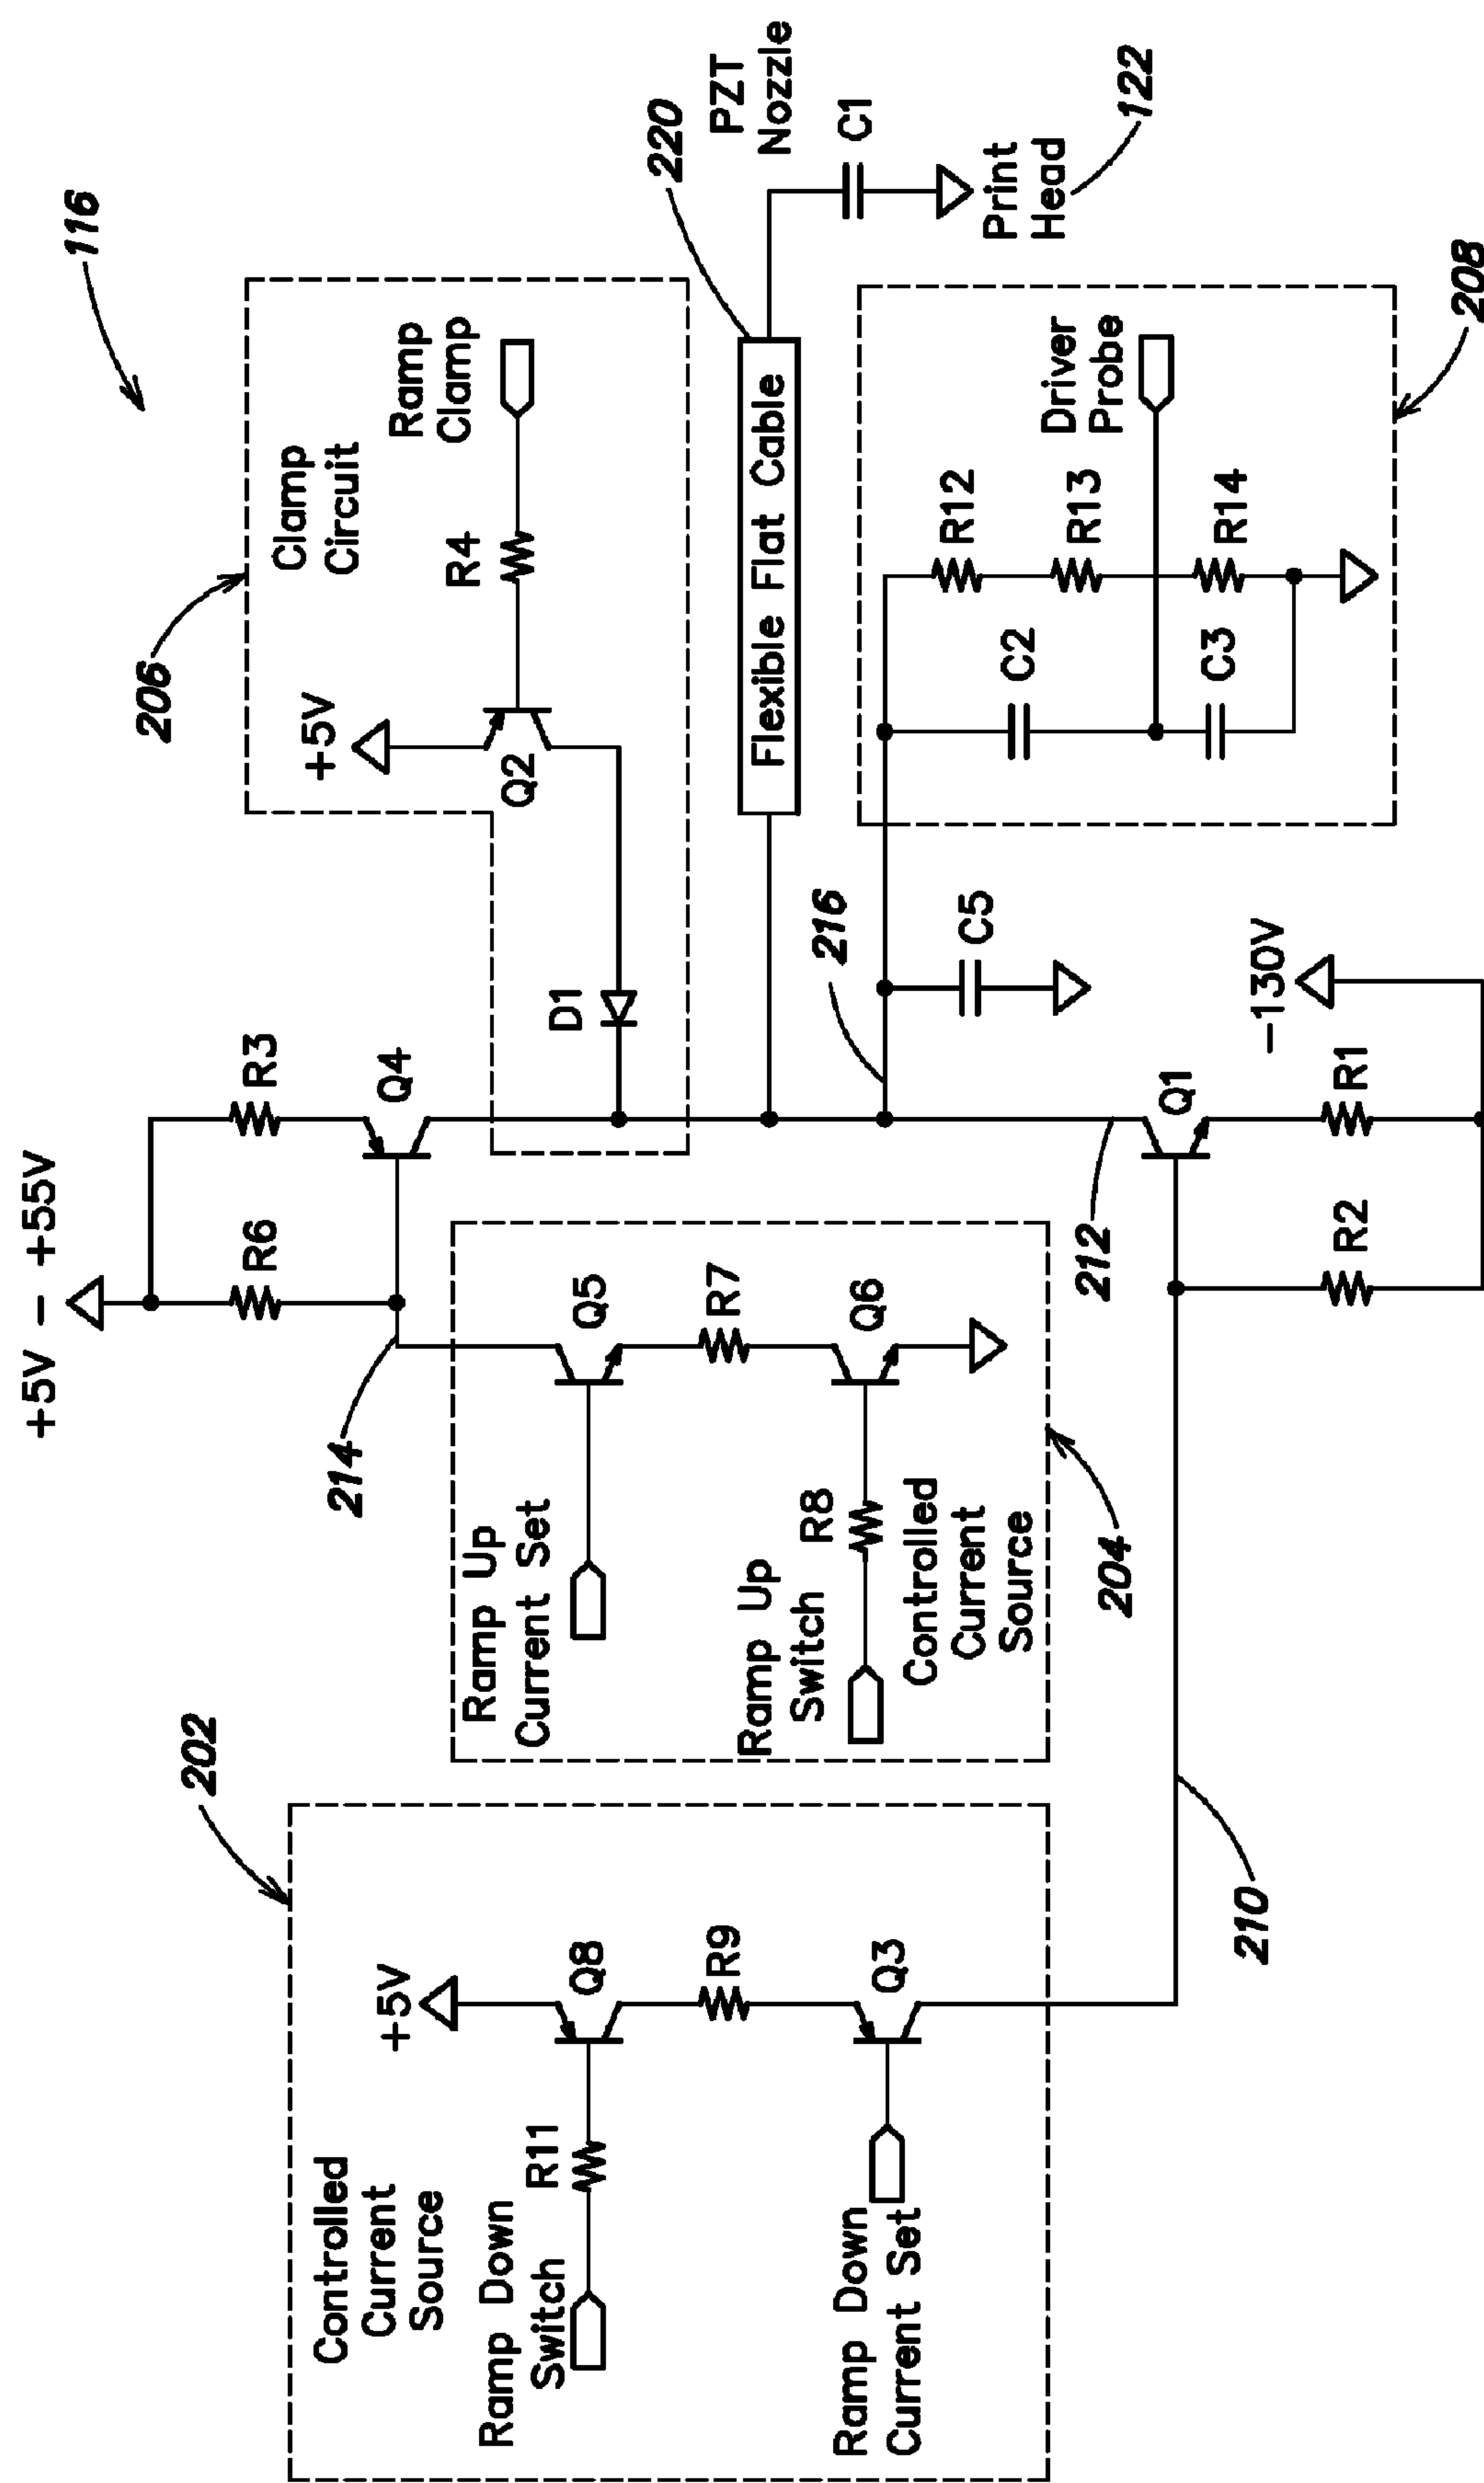 116
+5V - +55V
R6
R3
Q4
214
206
Clamp
Circuit
+5V
Q2
R4
Ramp
Clamp
D1
220
PZT
Nozzle
Flexible Flat Cable
C1
Print
Head
122
202
Controlled
Current
Source
+5V
Q8
R11
Ramp Down
Switch
R9
Q3
Ramp Down
Current Set
Ramp Up
Current Set
Q5
R7
Q6
R8
Ramp Up
Switch
Controlled
Current
Source
204
216
C5
R12
R13
R14
C2
C3
Driver
Probe
208
212
210
Q1
R2
R1
-130V